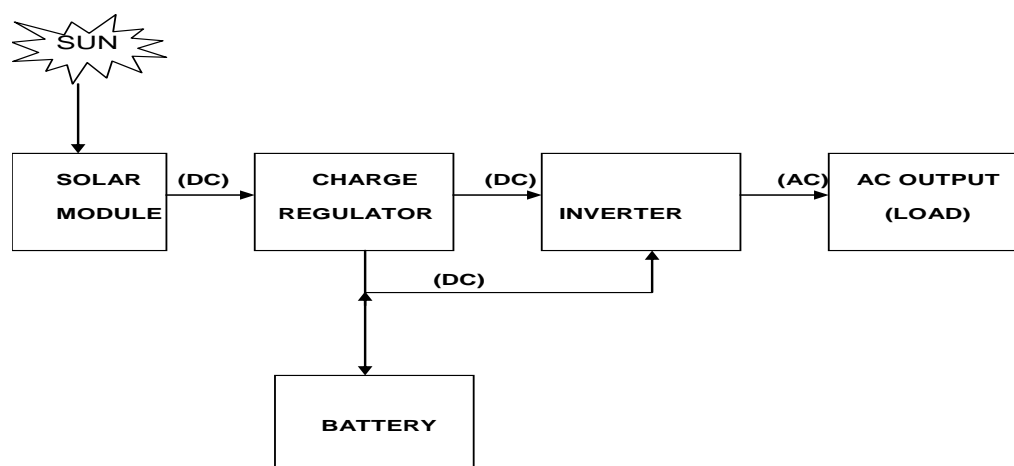 SUN
SOLAR
MODULE
(DC)
CHARGE
REGULATOR
(DC)
INVERTER
(AC)
AC OUTPUT
(LOAD)
(DC)
BATTERY